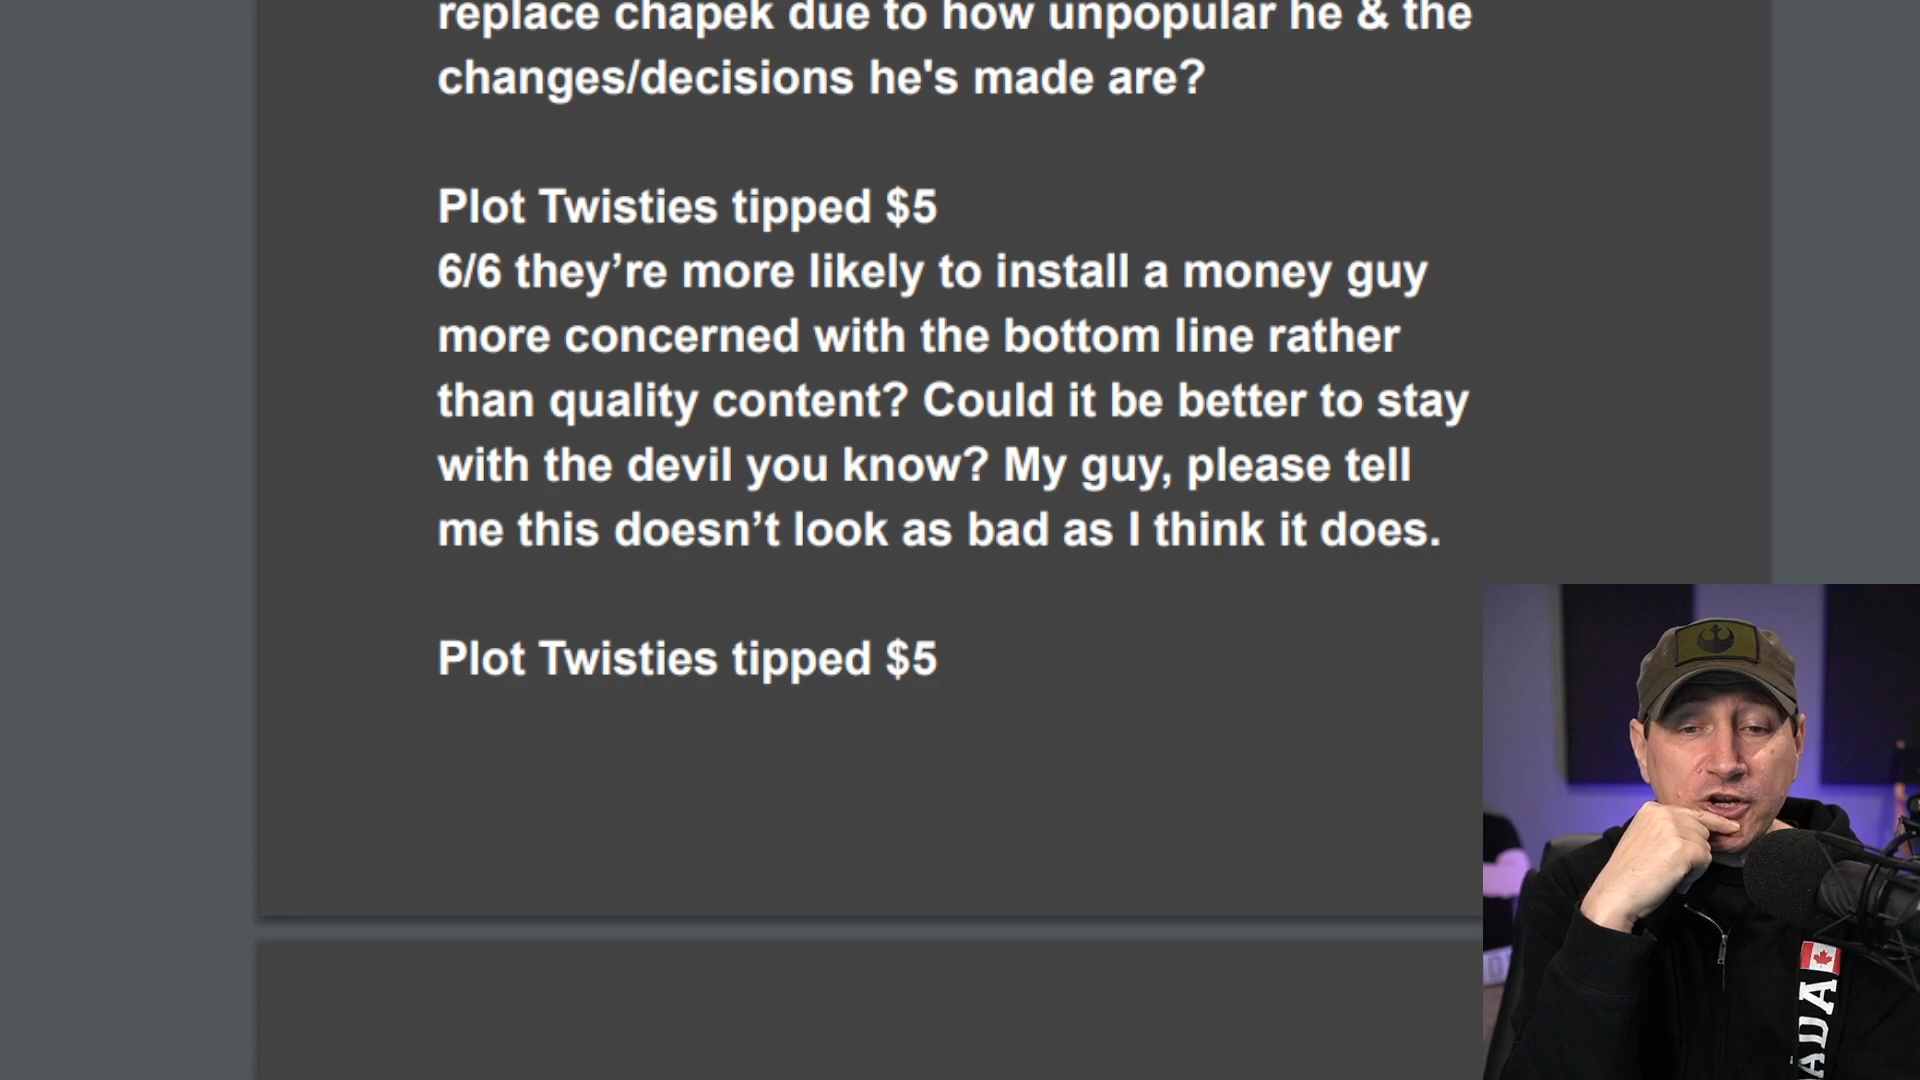 replace chapek due to how unpopular he & the
changes/decisions he's made are?
Plot Twisties tipped $5
6/6 they’re more likely to install a money guy
more concerned with the bottom line rather
than quality content? Could it be better to stay
with the devil you know? My guy, please tell
me this doesn’t look as bad as I think it does.
Plot Twisties tipped $5
ADA